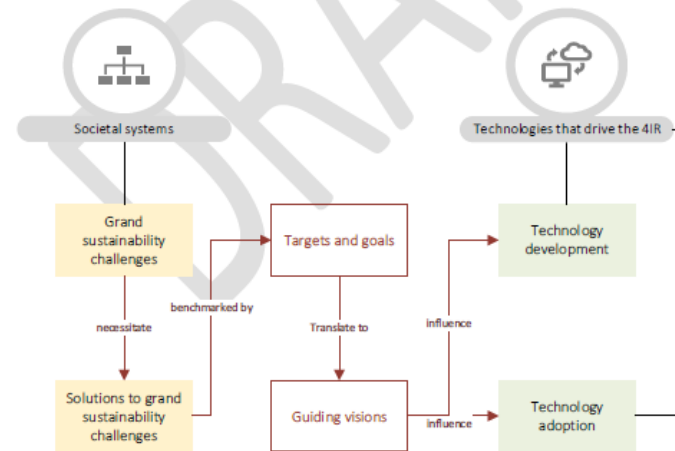 Societal systems
Technologies that drive the 4IR
Grand
sustainability
challenges
Targets and goals
Technology
development
benchmarked by
necessitate
Translate to
influence
Solutions to grand
sustainability
challenges
Guiding visions
influence
Technology
adoption